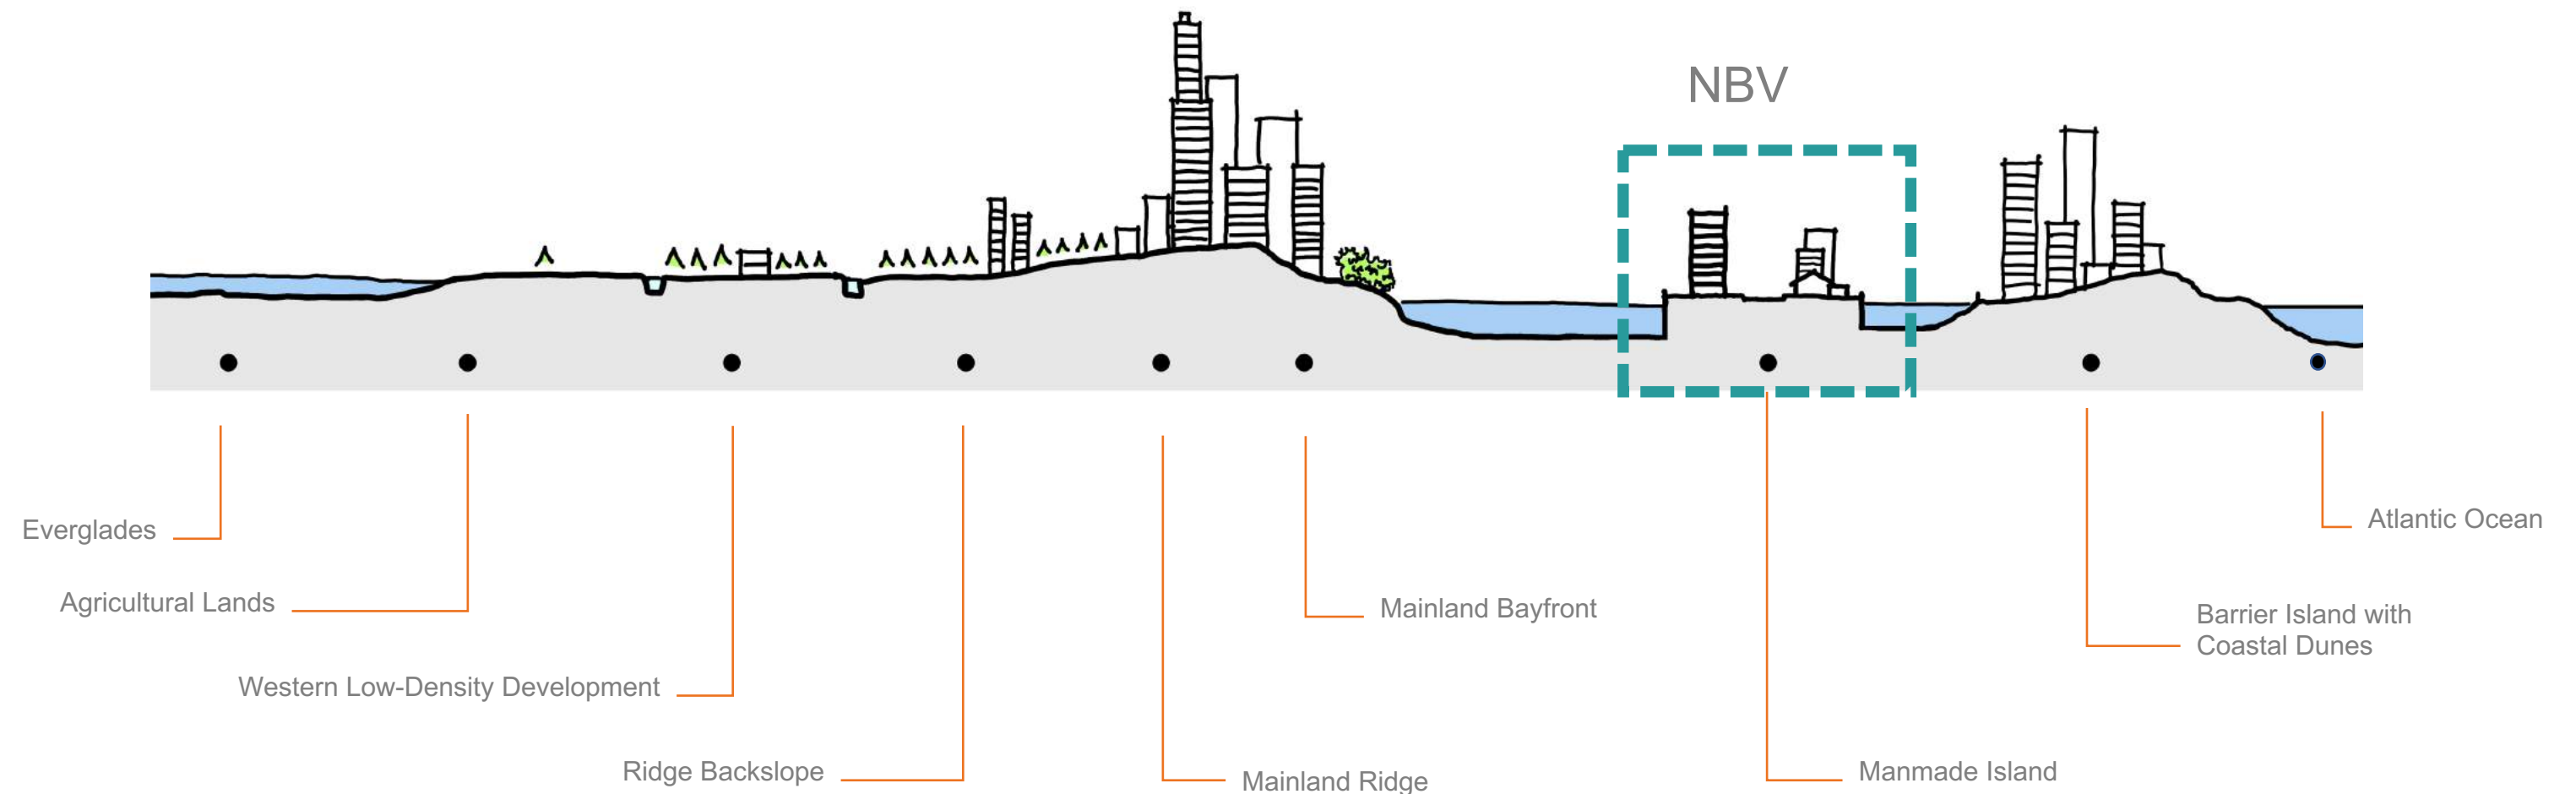 NBV
Everglades
Agricultural Lands
Western Low-Density Development
Ridge Backslope
Mainland Ridge
Mainland Bayfront
Manmade Island
Barrier Island with
Coastal Dunes
Atlantic Ocean